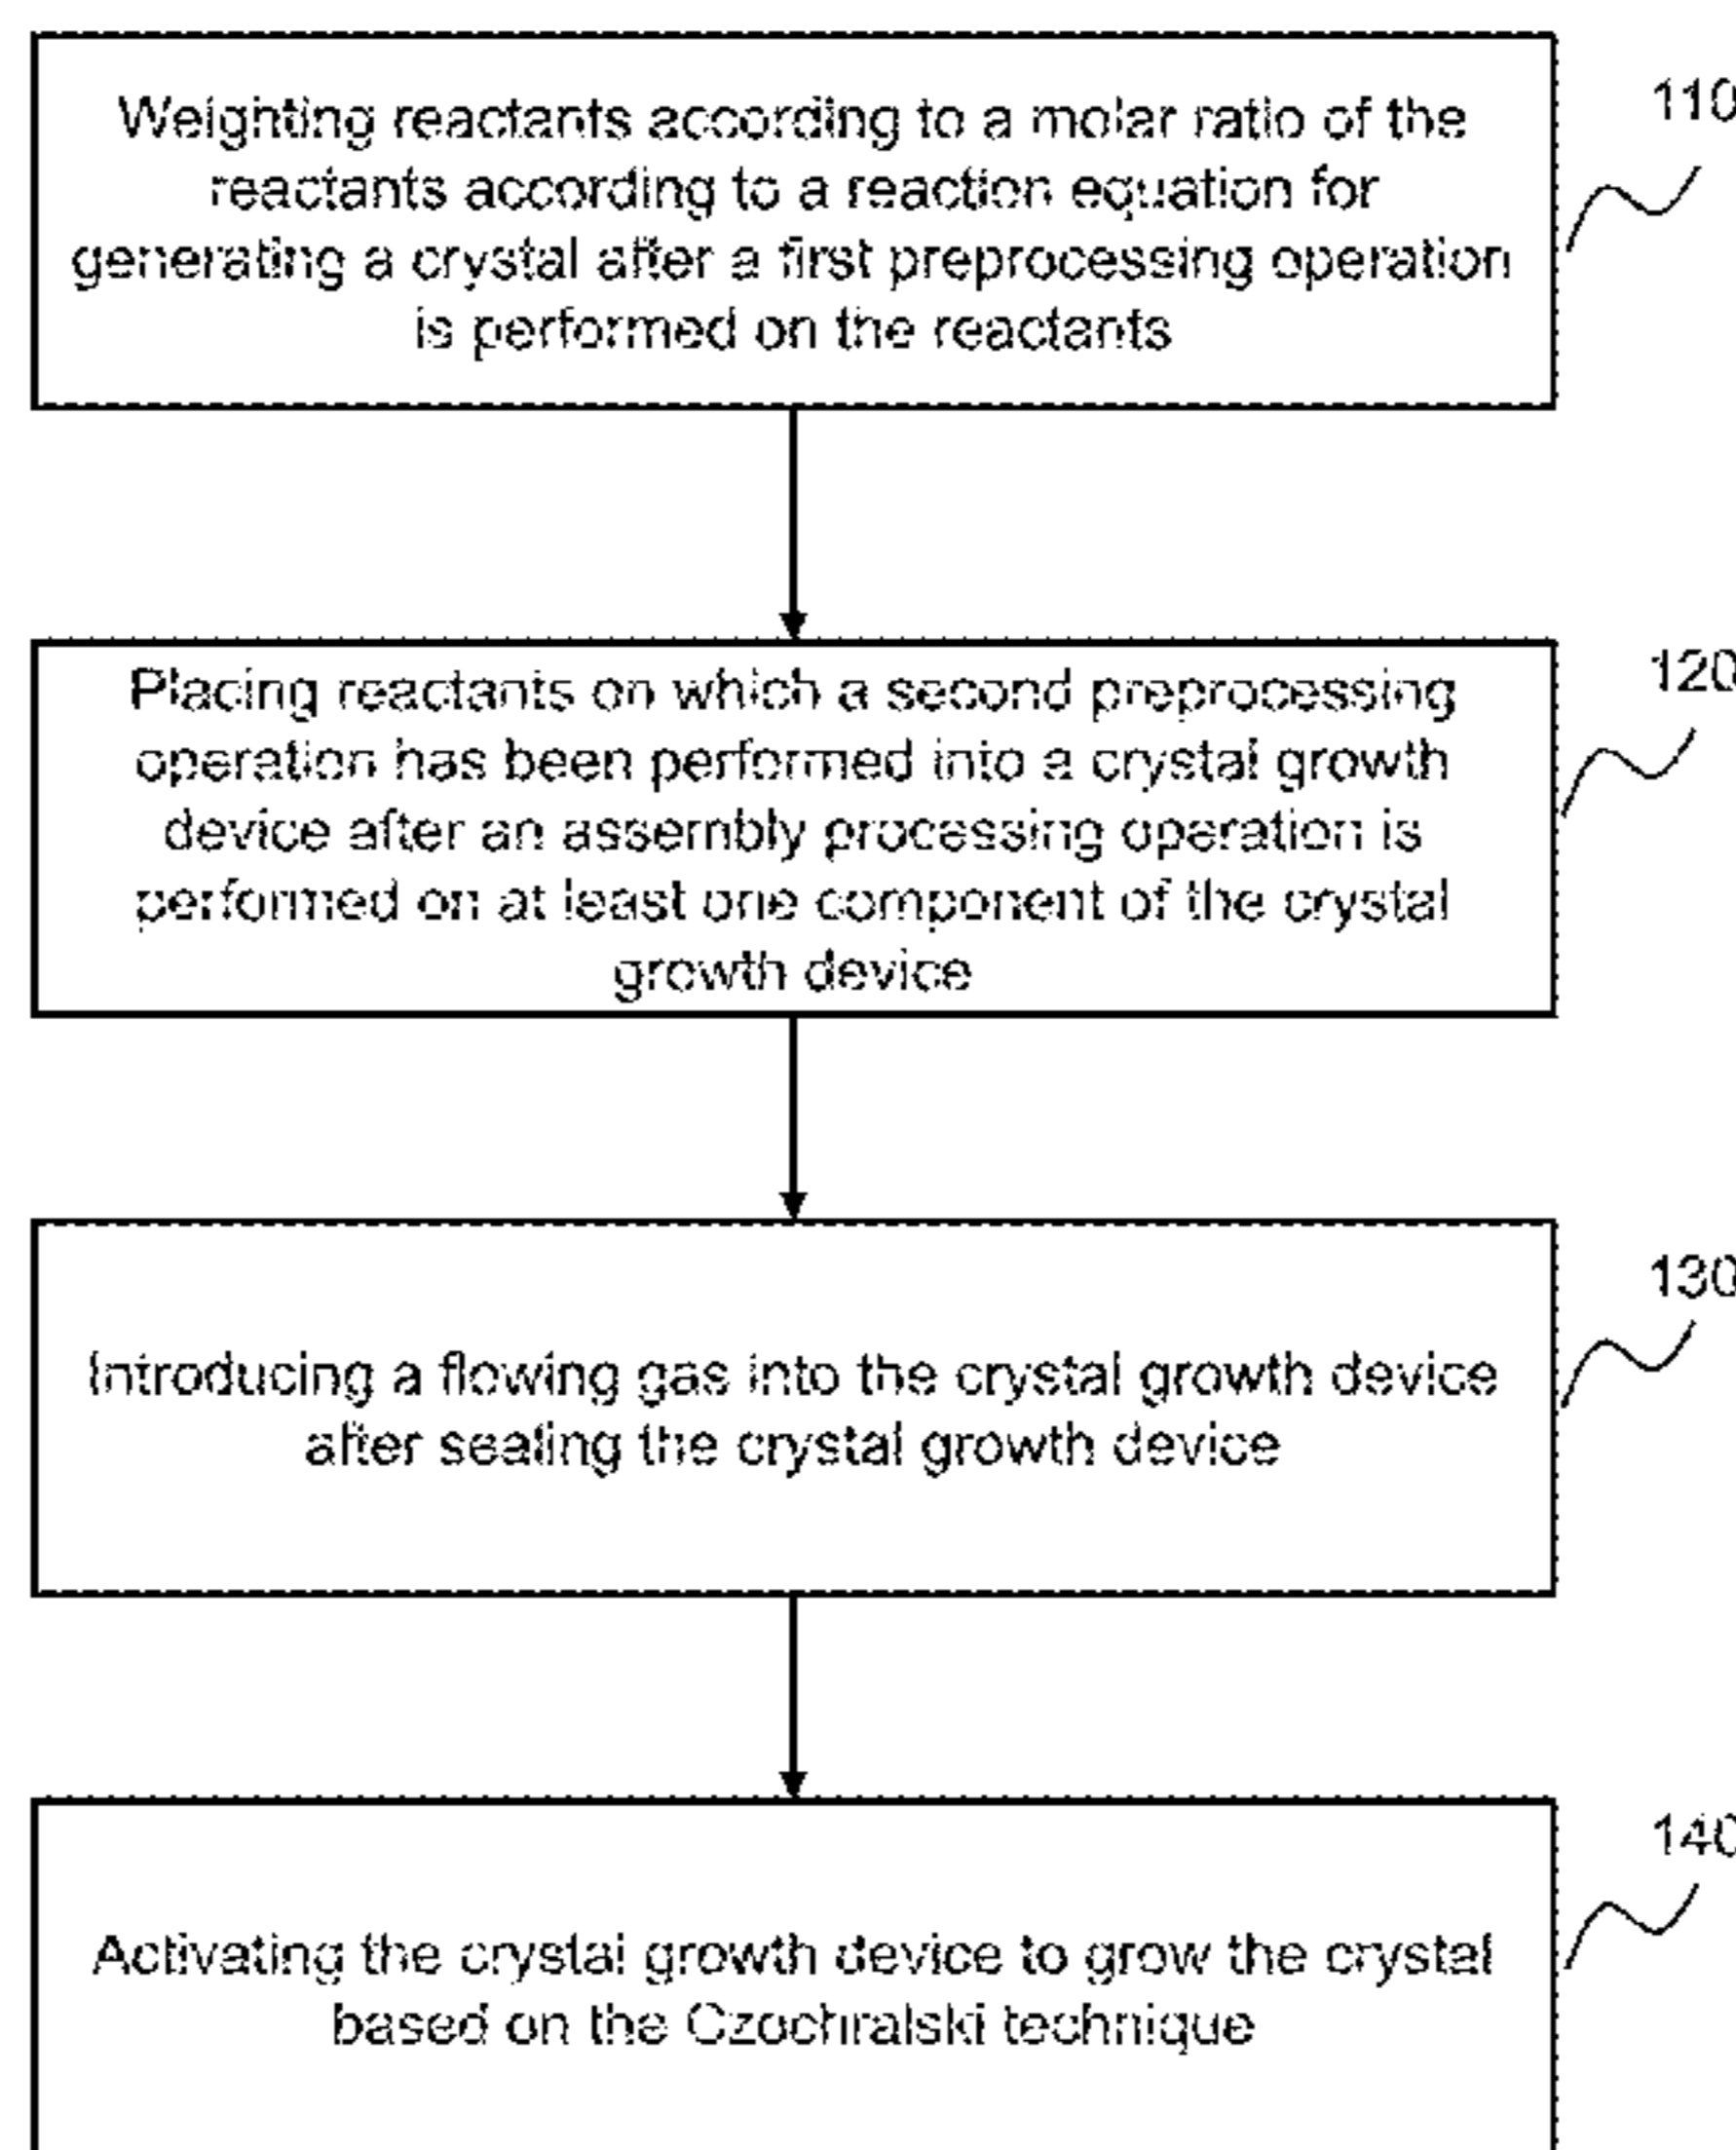 Weighting reactants according to a molar ratio of the
reactants according to a reaction equation for
generating a crystal after a first preprocessing operation
is performed on the reactants
110
Placing reactants on which a second preprocessing
operation has been performed into a crystal growth
device after an assembly processing operation is
performed on at least one component of the crystal
growth device
120
Introducing a flowing gas into the crystal growth device
after sealing the crystal growth device
130
Activating the crystal growth device to grow the crystal
based on the Czochralski technique
140